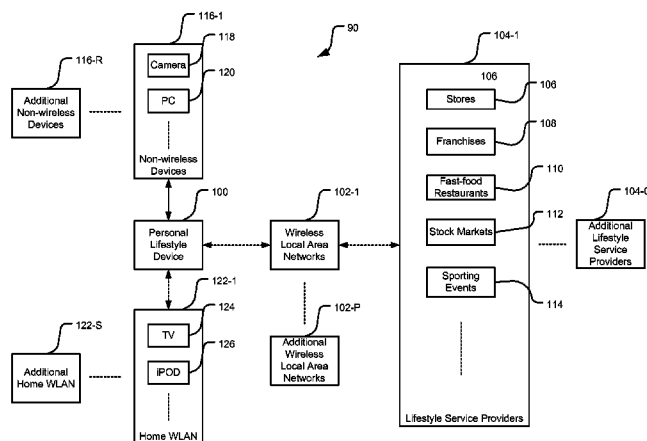 116-1
90
116-R
118
104-1
Camera
120
106
Additional
Non-wireless
Devices
PC
Stores
106
Non-wireless
Devices
Franchises
108
100
102-1
Fast-food
Restaurants
110
104-
Personal
Lifestyle
Device
Wireless
Local Area
Networks
Stock Markets
112
Additional
Lifestyle
Service
Providers
122-1
124
Sporting
Events
114
122-S
TV
102-P
126
Additional
Home WLAN
iPOD
Additional Wireless
Local Area
Networks
Home WLAN
Lifestyle Service Providers